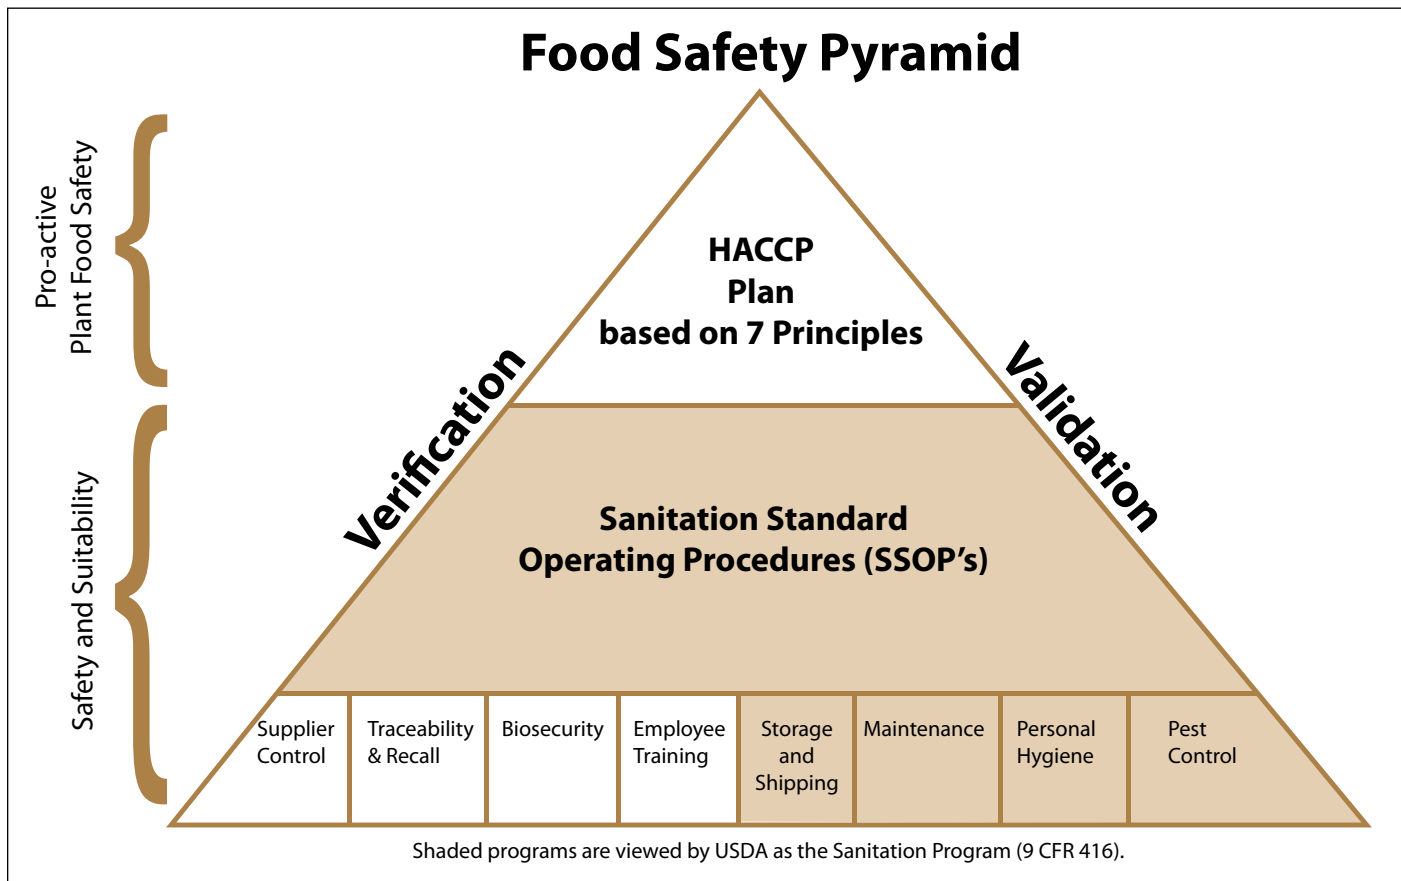 Food Safety Pyramid
Pro-active
Plant Food Safety
HACCP
Plan
based on 7 Principles
Verification
Validation
Safety and Suitability
Sanitation Standard
Operating Procedures (SSOP's)
Supplier
Control
Traceability
& Recall
Biosecurity
Employee
Training
Storage
and
Shipping
Maintenance
Personal
Hygiene
Pest
Control
Shaded programs are viewed by USDA as the Sanitation Program (9 CFR 416).